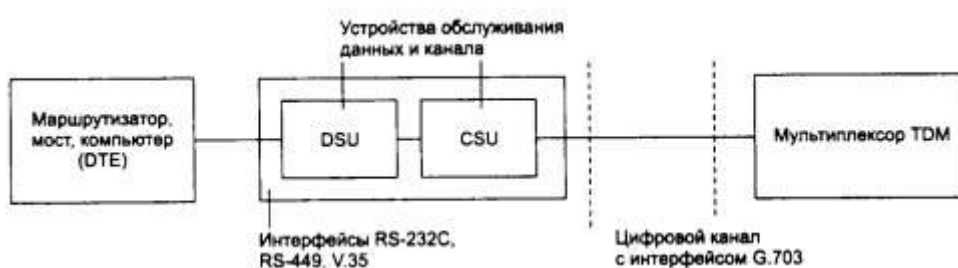 Устройства обслуживания
данных и канала
Маршрутизатор,
мост, компьютер
(DTE)
DSU
CSU
Мультиплексор TDM
Интерфейсы RS-232C,
RS-449, V.35
Цифровой канал
с интерфейсом G.703